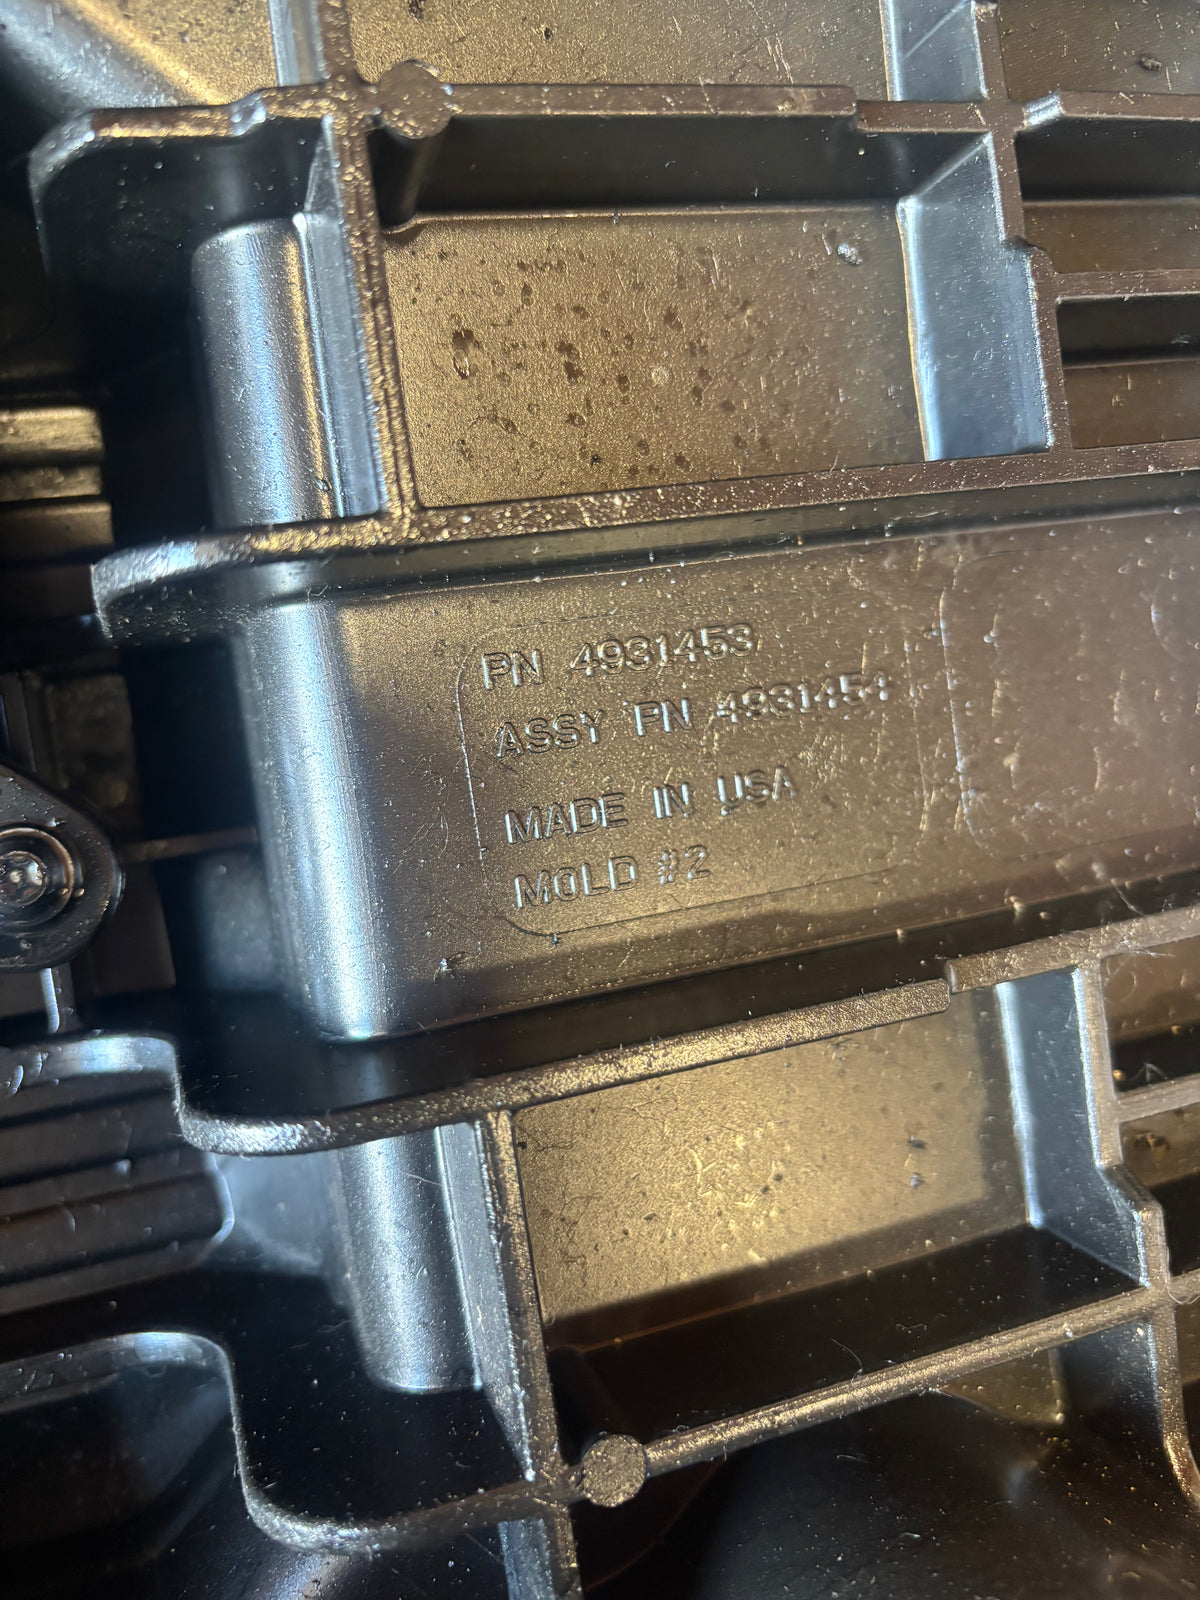 PN 4931453
ASSY PN 4931454
MADE IN USA
MOLD #2